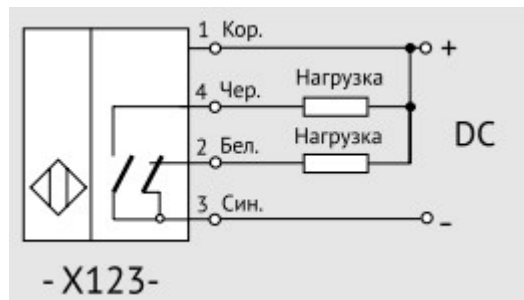 1 Кор.
+
Нагрузка
4 Чер.
Нагрузка
DC
2 Бел.
3 Син.
-
- X123-